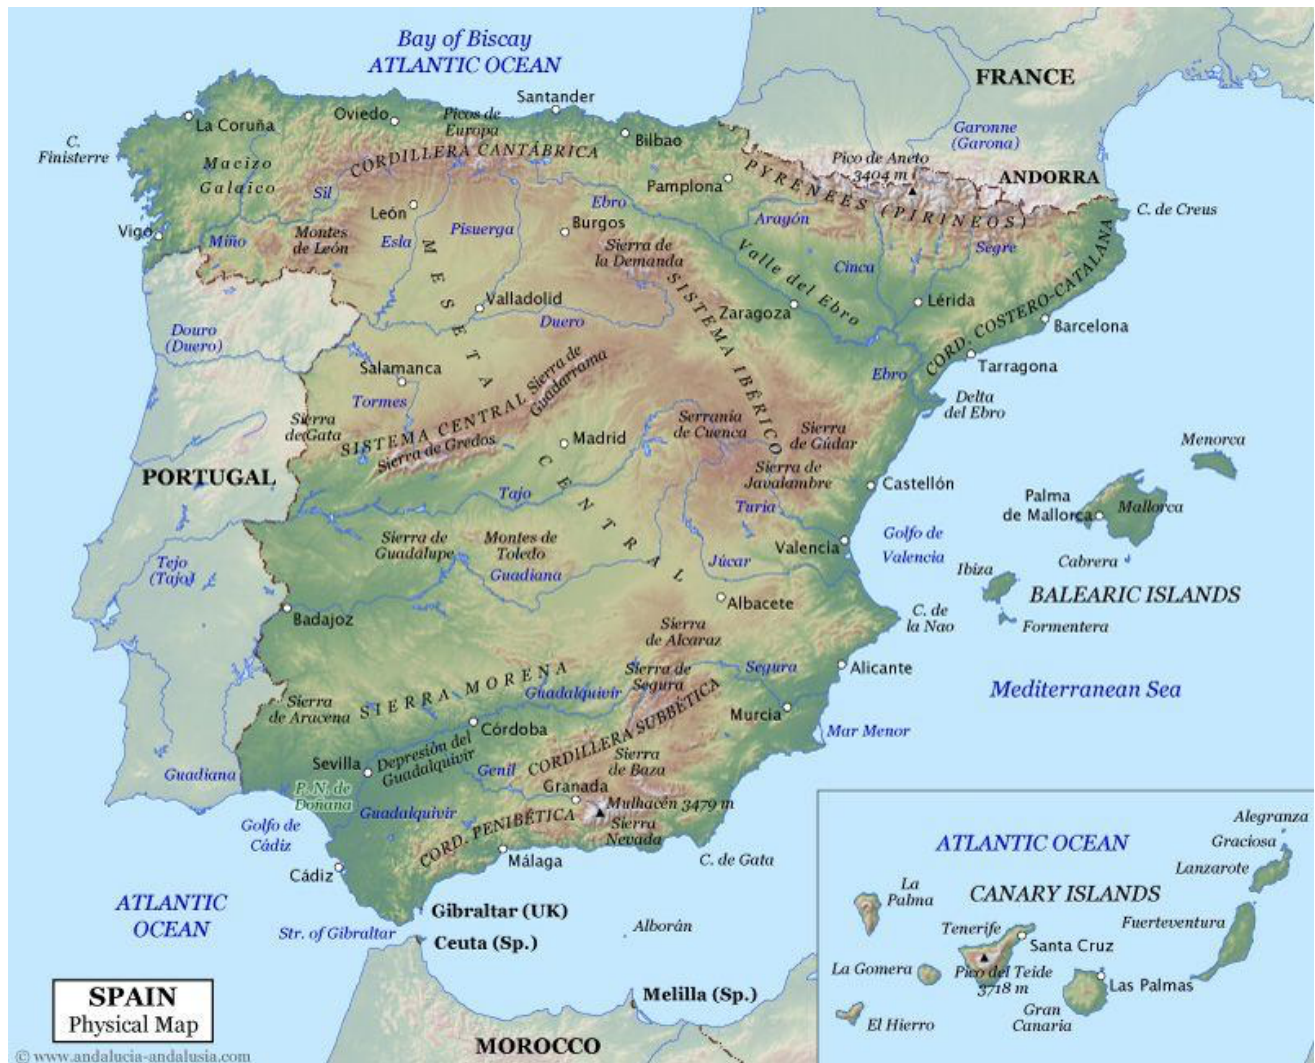 Bay of Biscay
ATLANTIC OCEAN
FRANCE
Santander
La Coruña
Oviedo
Picos de
Europa
Bilbao
Garonne
(Garona)
C.
Finisterre
CORDILLERA CANTÁBRICA
Macizo
Galaico
Pico de Aneto
3404 m
ANDORRA
Pamplona
PYRENEES (PIRINEOS)
Sil
León
Ebro
Aragón
C. de Creus
Vigo
Miño
Montes
de León
Esla
Pisuerga
Burgos
Sierra de
la Demanda
Segre
Cinca
Valle del Ebro
MESETA CENTRAL
SISTEMA IBÉRICO
CORD. COSTERO-CATALANA
Valladolid
Duero
Zaragoza
Lérida
Barcelona
Douro
(Duero)
Salamanca
Tormes
Sierra de
Guadarrama
Ebro
Tarragona
Delta
del Ebro
Sierra
de Gata
SISTEMA CENTRAL
Sierra de Gredos
Madrid
Serranía
de Cuenca
Sierra
de Gúdar
Sierra de
Javalambre
Menorca
PORTUGAL
Tajo
Turia
Castellón
Palma
de Mallorca
Mallorca
Sierra de
Guadalupe
Montes de
Toledo
Guadiana
Valencia
Golfo de
Valencia
Cabrera
Tejo
(Tajo)
Júcar
Ibiza
BALEARIC ISLANDS
Badajoz
Albacete
C. de
la Nao
Formentera
Sierra
de Alcaraz
SIERRA MORENA
Sierra de
Segura
Segura
Alicante
Mediterranean Sea
Guadalquivir
Sierra
de Aracena
Córdoba
CORDILLERA SUBBÉTICA
Murcia
Mar Menor
Sevilla
Depresión del
Guadalquivir
Genil
Sierra
de Baza
Guadiana
P. N. de
Doñana
Guadalquivir
Granada
Mulhacén 3479 m
Sierra
Nevada
CORD. PENIBÉTICA
Golfo de
Cádiz
Cádiz
Málaga
C. de Gata
ATLANTIC
OCEAN
Str. of Gibraltar
Gibraltar (UK)
Ceuta (Sp.)
Alborán
Melilla (Sp.)
MOROCCO
ATLANTIC OCEAN
Alegranza
Graciosa
Lanzarote
La
Palma
CANARY ISLANDS
Fuerteventura
Tenerife
Santa Cruz
La Gomera
Pico del Teide
3718 m
Las Palmas
El Hierro
Gran
Canaria
SPAIN
Physical Map
© www.andalucia-andalusia.com